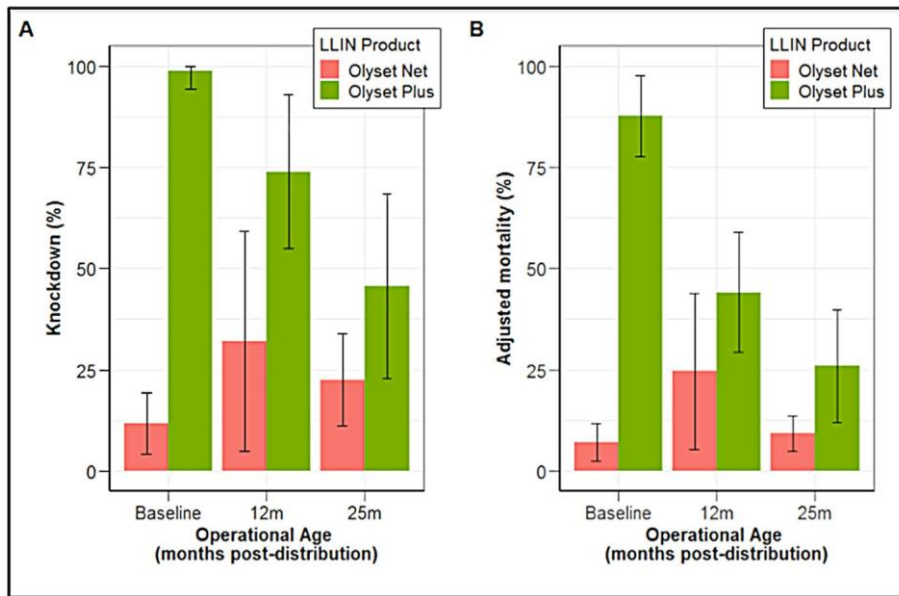 A
LLIN Product
Olyset Net
Olyset Plus
100
75
50
25
0
Knockdown (%)
Baseline 12m 25m
Operational Age
(months post-distribution)
B
LLIN Product
Olyset Net
Olyset Plus
100
75
50
25
0
Adjusted mortality (%)
Baseline 12m 25m
Operational Age
(months post-distribution)